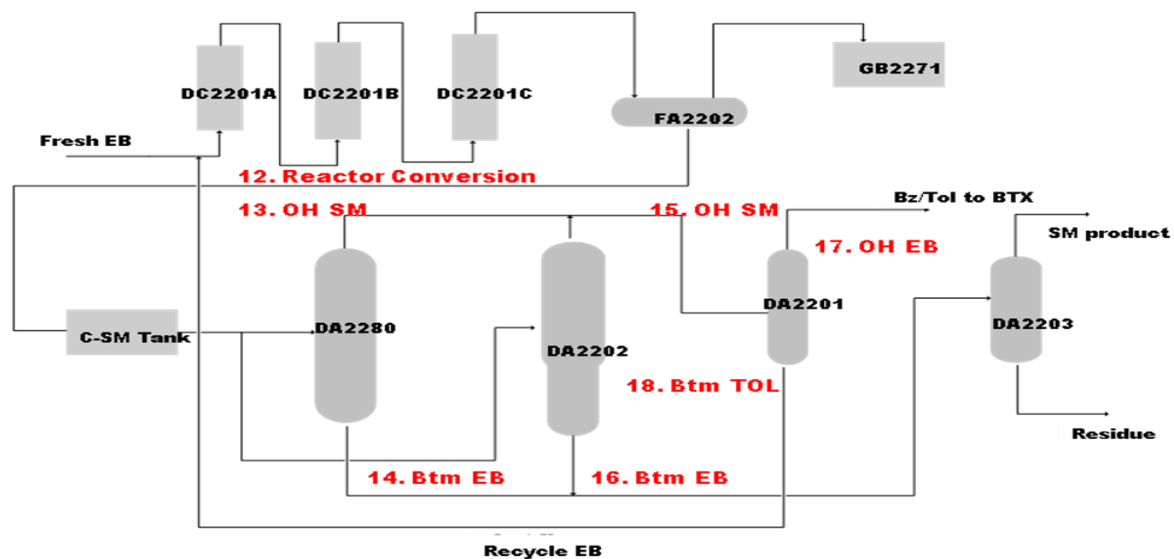 GB2271
DC2201A
DC2201B
DC2201C
FA2202
Fresh EB
12. Reactor Conversion
13. OH SM
15. OH SM
Bz/Tol to BTX
SM product
17. OH EB
DA2201
DA2280
C-SM Tank
DA2202
DA2203
18. Btm TOL
Residue
14. Btm EB
16. Btm EB
Recycle EB